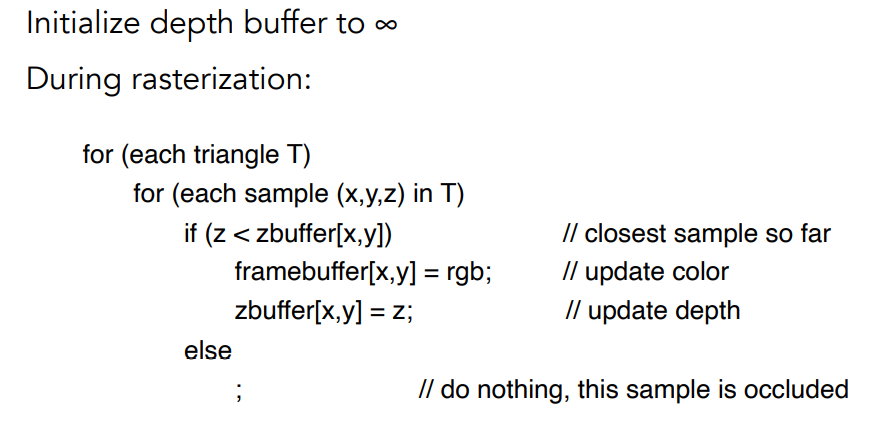 Initialize depth buffer to ∞
During rasterization:
for (each triangle T)
for (each sample (x,y,z) in T)
if (z < zbuffer[x,y]) // closest sample so far
framebuffer[x,y] = rgb; // update color
zbuffer[x,y] = z; // update depth
else
; // do nothing, this sample is occluded